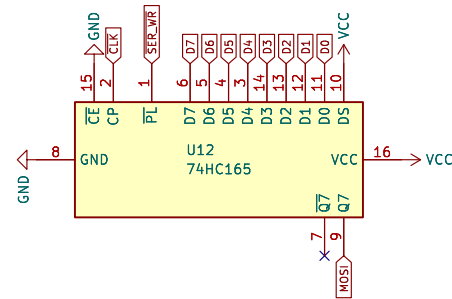 GND
CLK
SER_WR
D7
D6
D5
D4
D3
D2
D1
D0
VCC
15
2
1
6
5
4
3
14
13
12
11
10
CE
CP
PL
D7
D6
D5
D4
D3
D2
D1
D0
DS
GND
8
GND
U12
74HC165
VCC
16
VCC
Q7
Q7
7
9
MOSI